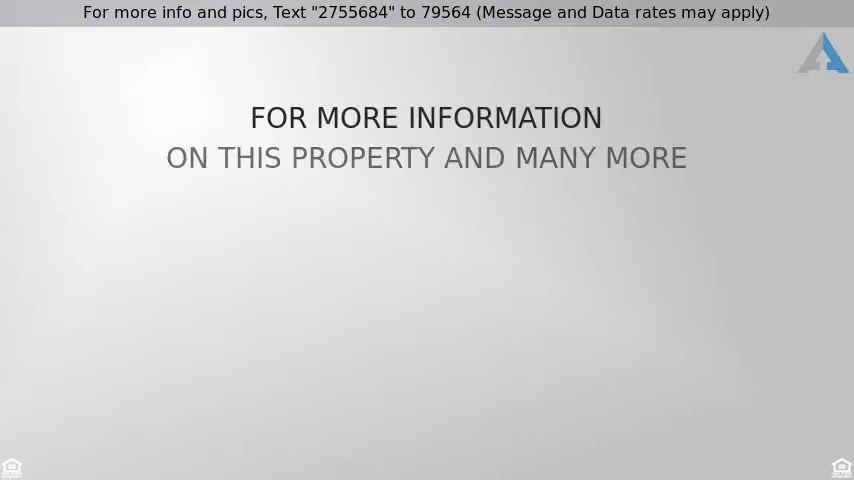 For more info and pics, Text "2755684" to 79564 (Message and Data rates may apply)
FOR MORE INFORMATION
ON THIS PROPERTY AND MANY MORE